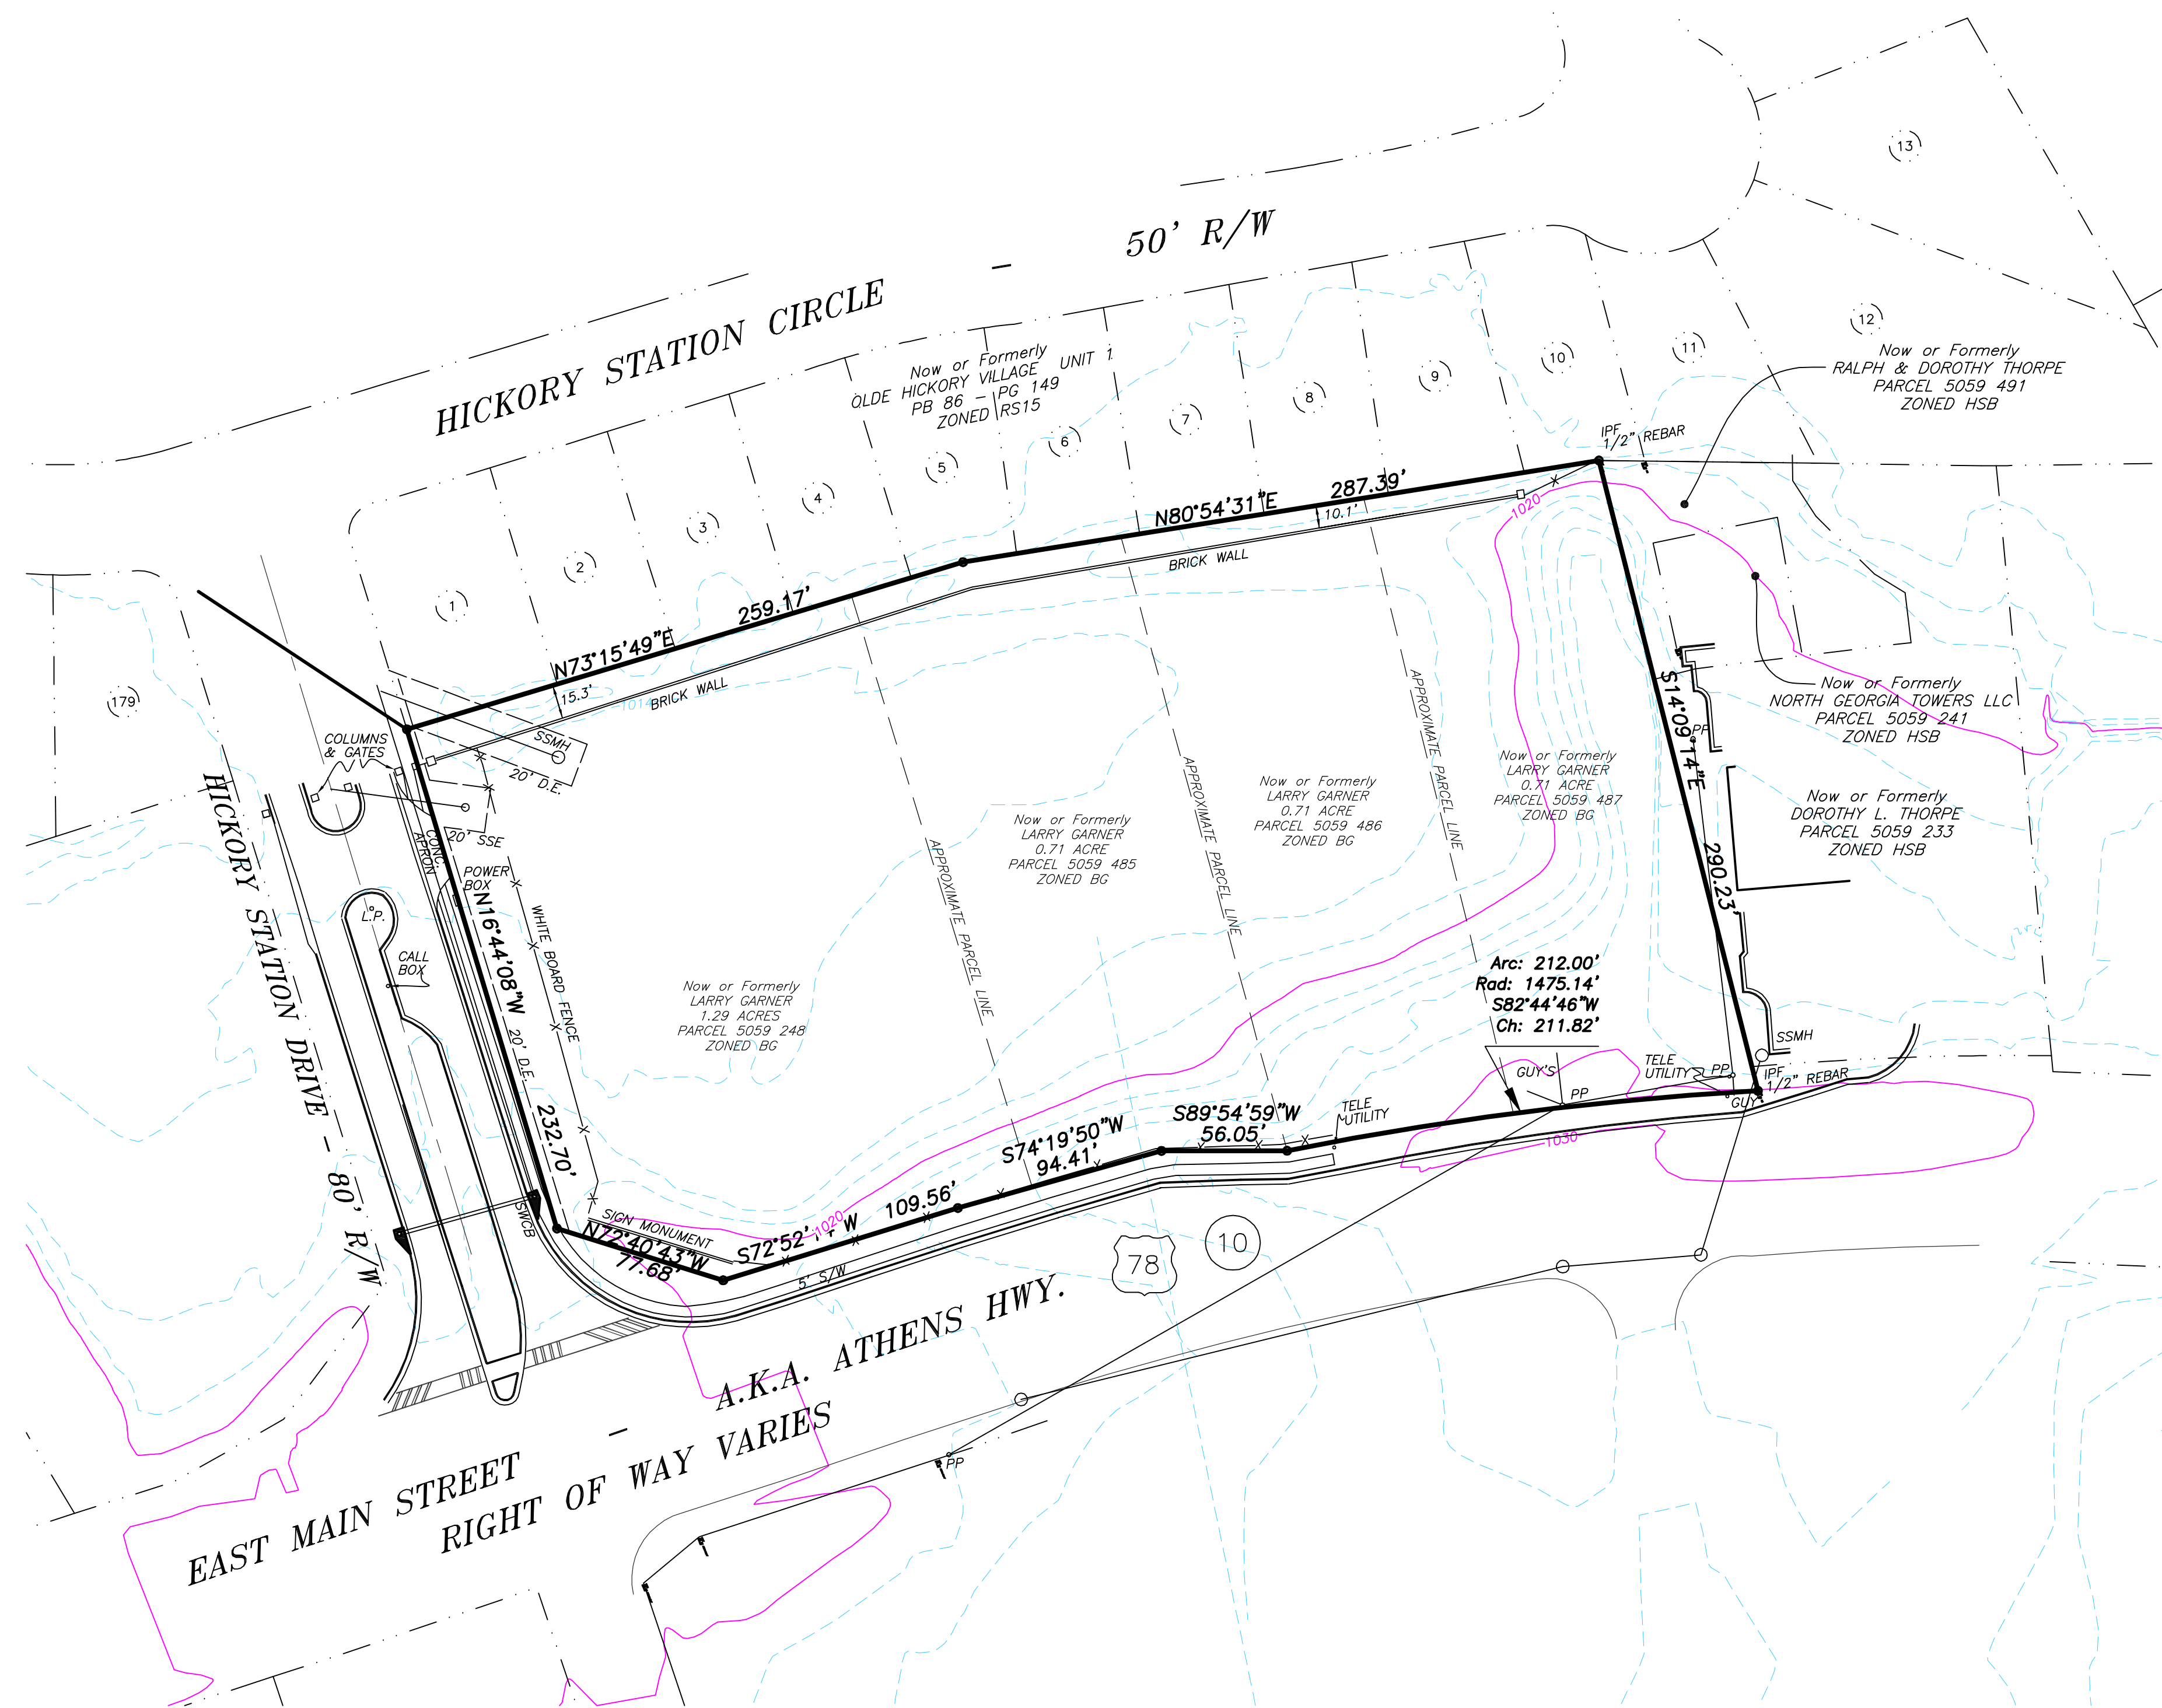 13
50' R/W
-
HICKORY STATION CIRCLE
12
11
10
9
8
7
6
5
4
3
2
1
179
Now or Formerly
OLDE HICKORY VILLAGE UNIT 1
PB 86 - PG 149
ZONED RS15
Now or Formerly
RALPH & DOROTHY THORPE
PARCEL 5059 491
ZONED HSB
IPF
1/2" REBAR
N80°54'31"E
287.39'
10.1'
BRICK WALL
1020
N73°15'49"E
259.17'
15.3'
BRICK WALL
1014
SSMH
20' D.E.
COLUMNS
& GATES
20' SSE
CONC.
APRON
POWER
BOX
L.P.
CALL
BOX
N16°44'08"W
232.70'
20' D.E.
WHITE BOARD FENCE
HICKORY STATION DRIVE - 80' R/W
APPROXIMATE PARCEL LINE
APPROXIMATE PARCEL LINE
APPROXIMATE PARCEL LINE
Now or Formerly
LARRY GARNER
1.29 ACRES
PARCEL 5059 248
ZONED BG
Now or Formerly
LARRY GARNER
0.71 ACRE
PARCEL 5059 485
ZONED BG
Now or Formerly
LARRY GARNER
0.71 ACRE
PARCEL 5059 486
ZONED BG
Now or Formerly
LARRY GARNER
0.71 ACRE
PARCEL 5059 487
ZONED BG
S14°09'14"E
290.23'
PP
Now or Formerly
NORTH GEORGIA TOWERS LLC
PARCEL 5059 241
ZONED HSB
Now or Formerly
DOROTHY L. THORPE
PARCEL 5059 233
ZONED HSB
Arc: 212.00'
Rad: 1475.14'
S82°44'46"W
Ch: 211.82'
SSMH
TELE
UTILITY
PP
IPF
1/2" REBAR
GUY
GUY'S
PP
1030
TELE
UTILITY
S89°54'59"W
56.05'
S74°19'50"W
94.41'
109.56'
1020
SIGN MONUMENT
N72°40'43"W
77.68'
SWCB
5' S/W
78
10
EAST MAIN STREET - A.K.A. ATHENS HWY.
RIGHT OF WAY VARIES
PP